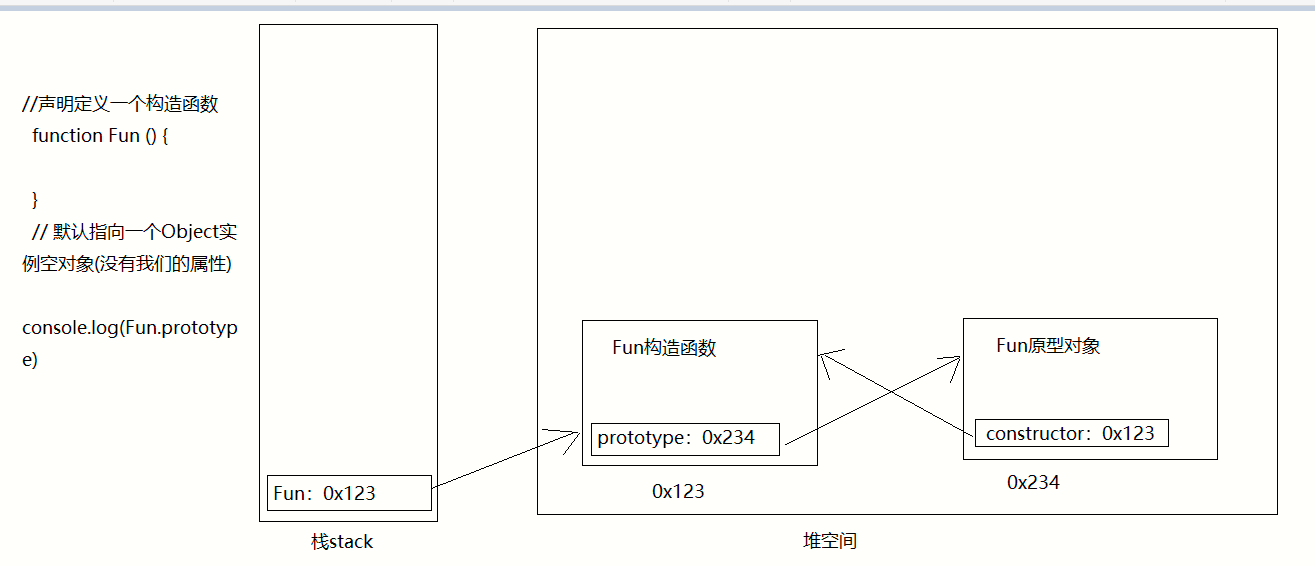 //声明定义一个构造函数
function Fun () {
}
// 默认指向一个Object实
例空对象(没有我们的属性)
console.log(Fun.prototyp
e)
Fun：0x123
栈stack
Fun构造函数
prototype：0x234
0x123
Fun原型对象
constructor：0x123
0x234
堆空间